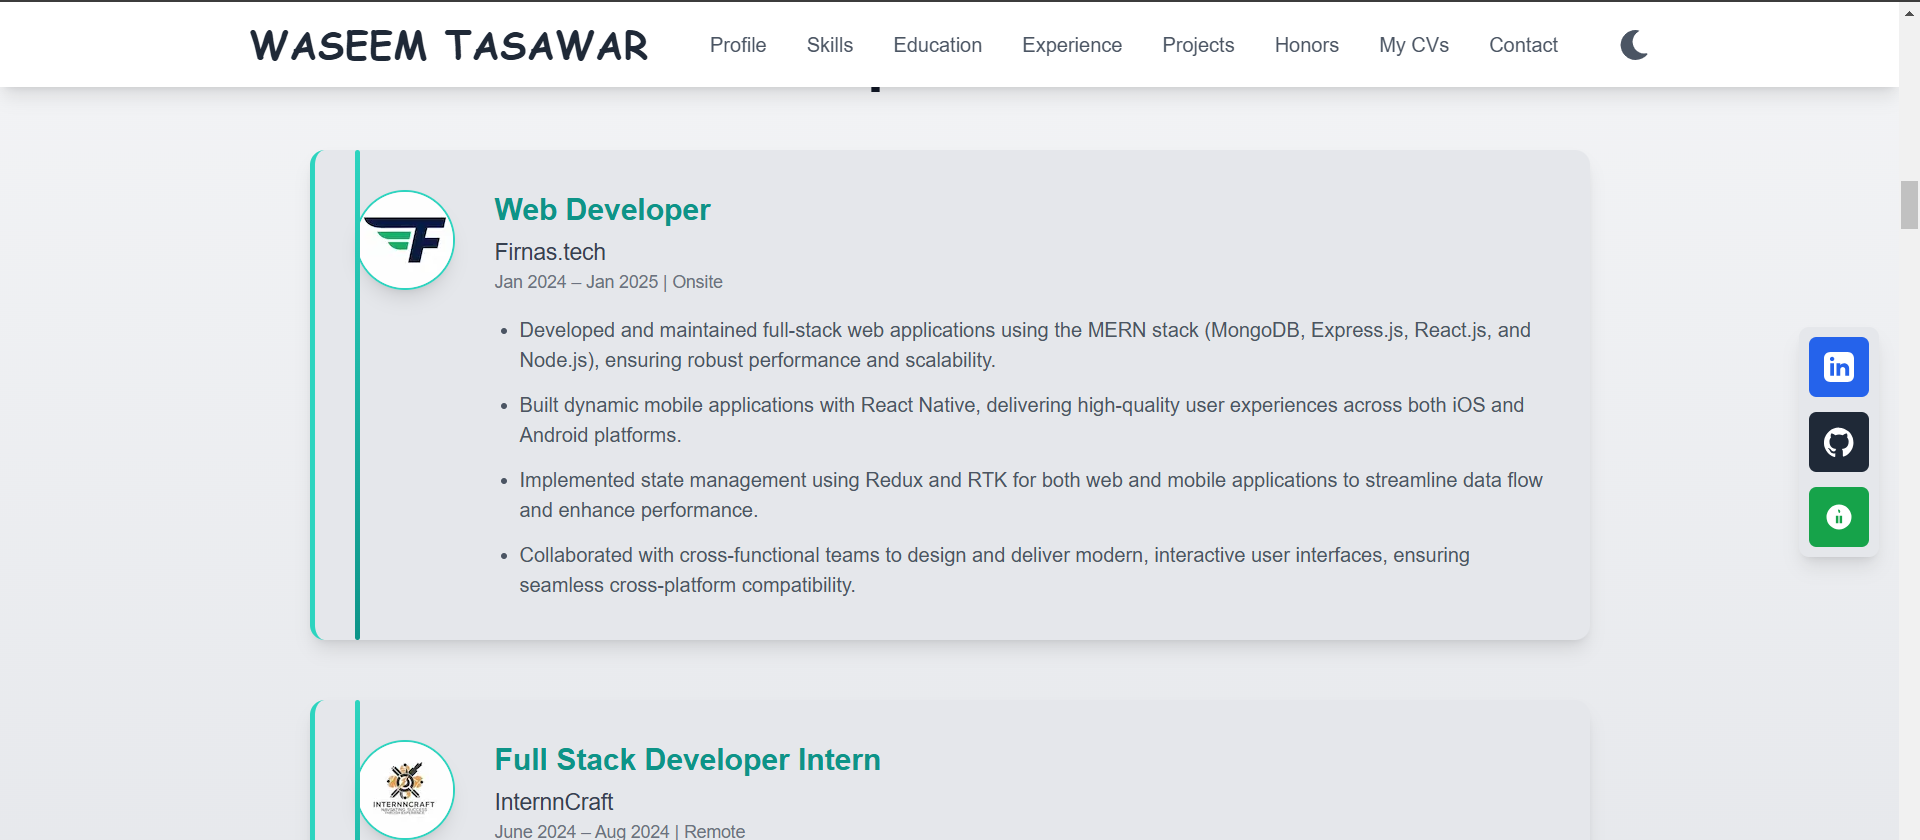 WASEEM TASAWAR
Profile
Skills
Education
Experience
Projects
Honors
My CVs
Contact
Web Developer
Firnas.tech
Jan 2024 – Jan 2025 | Onsite
• Developed and maintained full-stack web applications using the MERN stack (MongoDB, Express.js, React.js, and
Node.js), ensuring robust performance and scalability.
• Built dynamic mobile applications with React Native, delivering high-quality user experiences across both iOS and
Android platforms.
• Implemented state management using Redux and RTK for both web and mobile applications to streamline data flow
and enhance performance.
• Collaborated with cross-functional teams to design and deliver modern, interactive user interfaces, ensuring
seamless cross-platform compatibility.
in
Full Stack Developer Intern
InternnCraft
June 2024 – Aug 2024 | Remote
INTERNNCRAFT